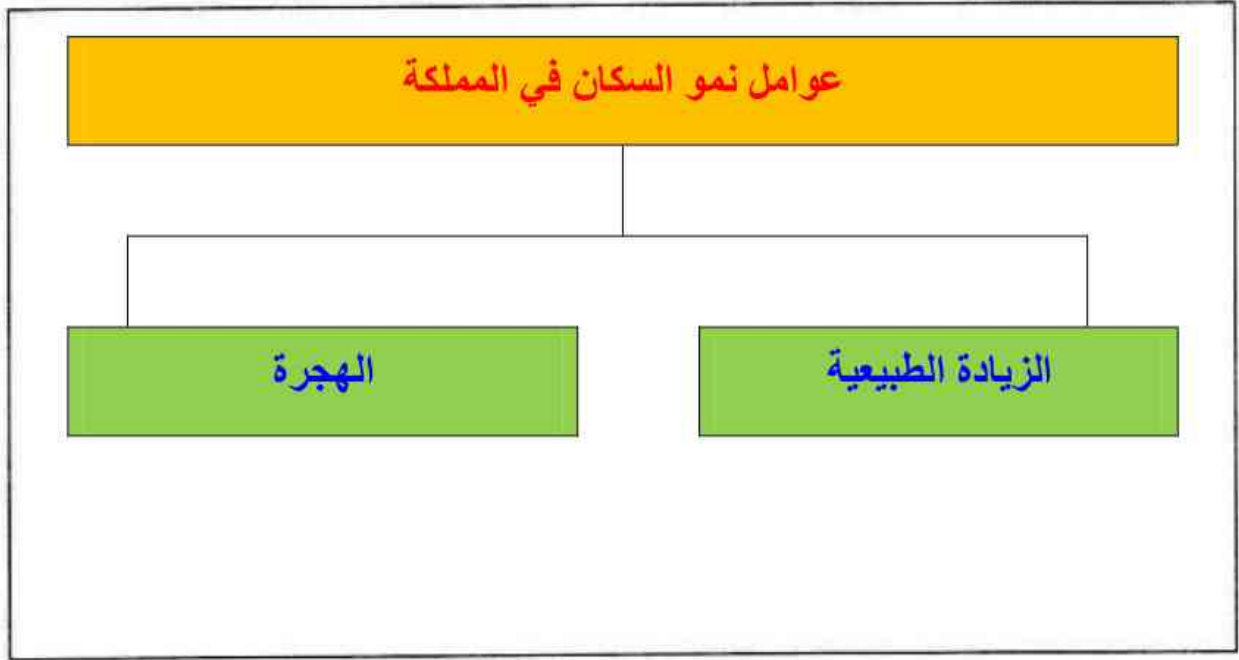 عوامل نمو السكان في المملكة
الزيادة الطبيعية
الهجرة